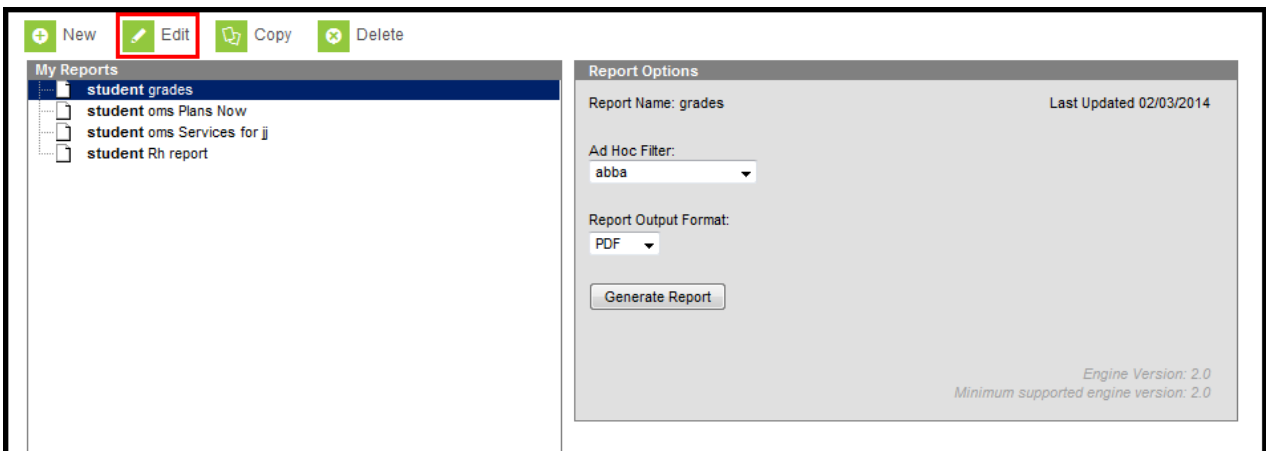 New Edit Copy Delete
My Reports
student grades
student oms Plans Now
student oms Services for jj
student Rh report
Report Options
Report Name: grades Last Updated 02/03/2014
Ad Hoc Filter:
abba
Report Output Format:
PDF
Generate Report
Engine Version: 2.0
Minimum supported engine version: 2.0